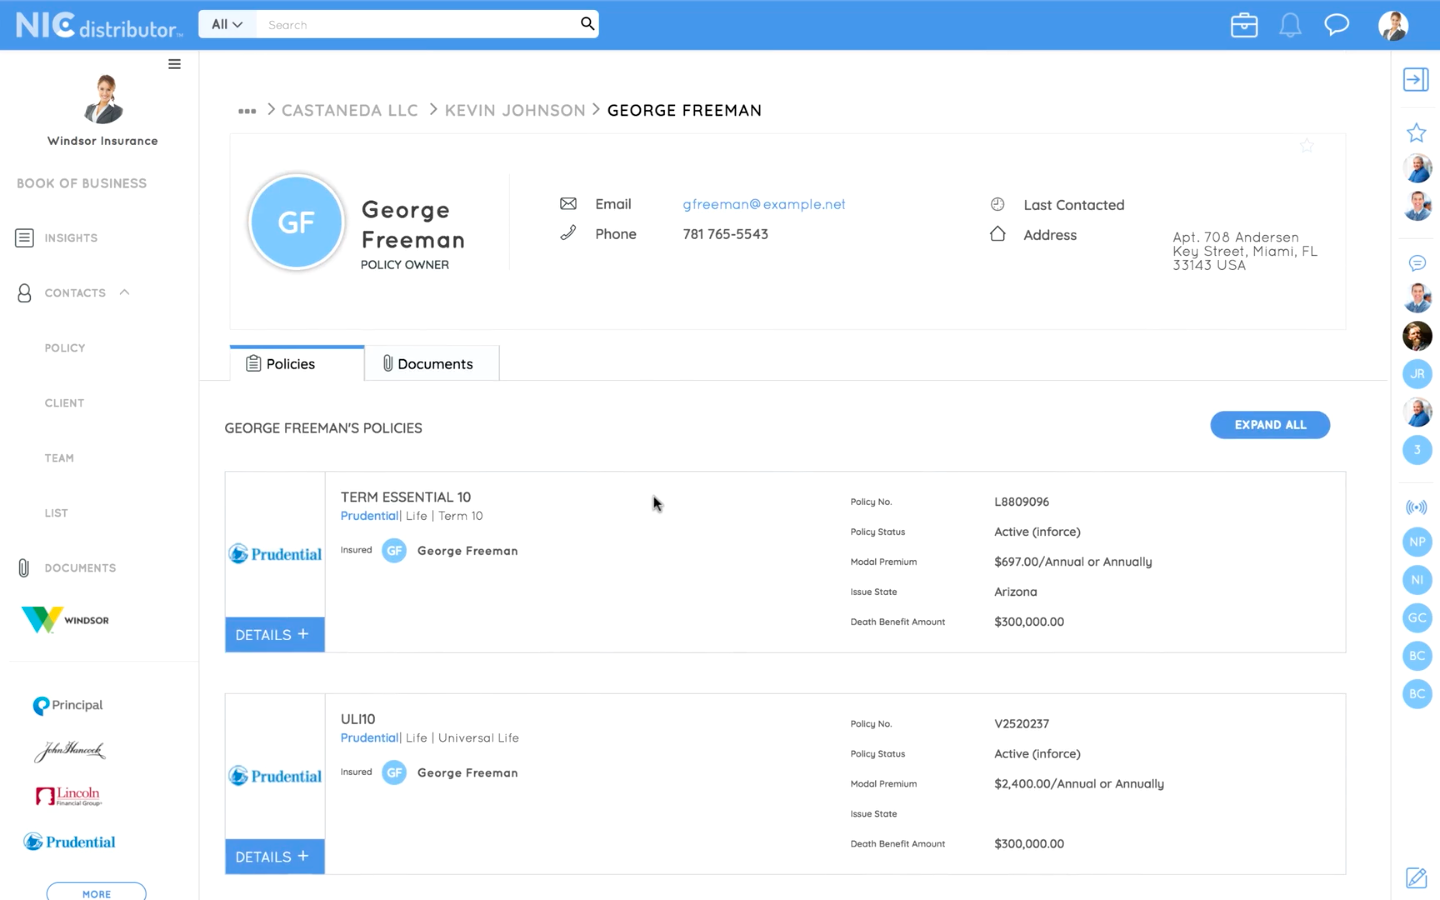 NIC distributor™
All
Search
Windsor Insurance
BOOK OF BUSINESS
INSIGHTS
CONTACTS
POLICY
CLIENT
TEAM
LIST
DOCUMENTS
WINDSOR
Principal
John Hancock
Lincoln
Financial Group®
Prudential
MORE
CASTANEDA LLC > KEVIN JOHNSON > GEORGE FREEMAN
GF
George
Freeman
POLICY OWNER
Email gfreeman@example.net
Phone 781 765-5543
Last Contacted
Address
Apt. 708 Andersen
Key Street, Miami, FL
33143 USA
Policies
Documents
GEORGE FREEMAN'S POLICIES
EXPAND ALL
Prudential
DETAILS +
TERM ESSENTIAL 10
Prudential| Life | Term 10
Insured GF George Freeman
Policy No. L8809096
Policy Status Active (inforce)
Modal Premium $697.00/Annual or Annually
Issue State Arizona
Death Benefit Amount $300,000.00
Prudential
DETAILS +
ULI10
Prudential| Life | Universal Life
Insured GF George Freeman
Policy No. V2520237
Policy Status Active (inforce)
Modal Premium $2,400.00/Annual or Annually
Issue State
Death Benefit Amount $300,000.00
JR
3
NP
NI
GC
BC
BC